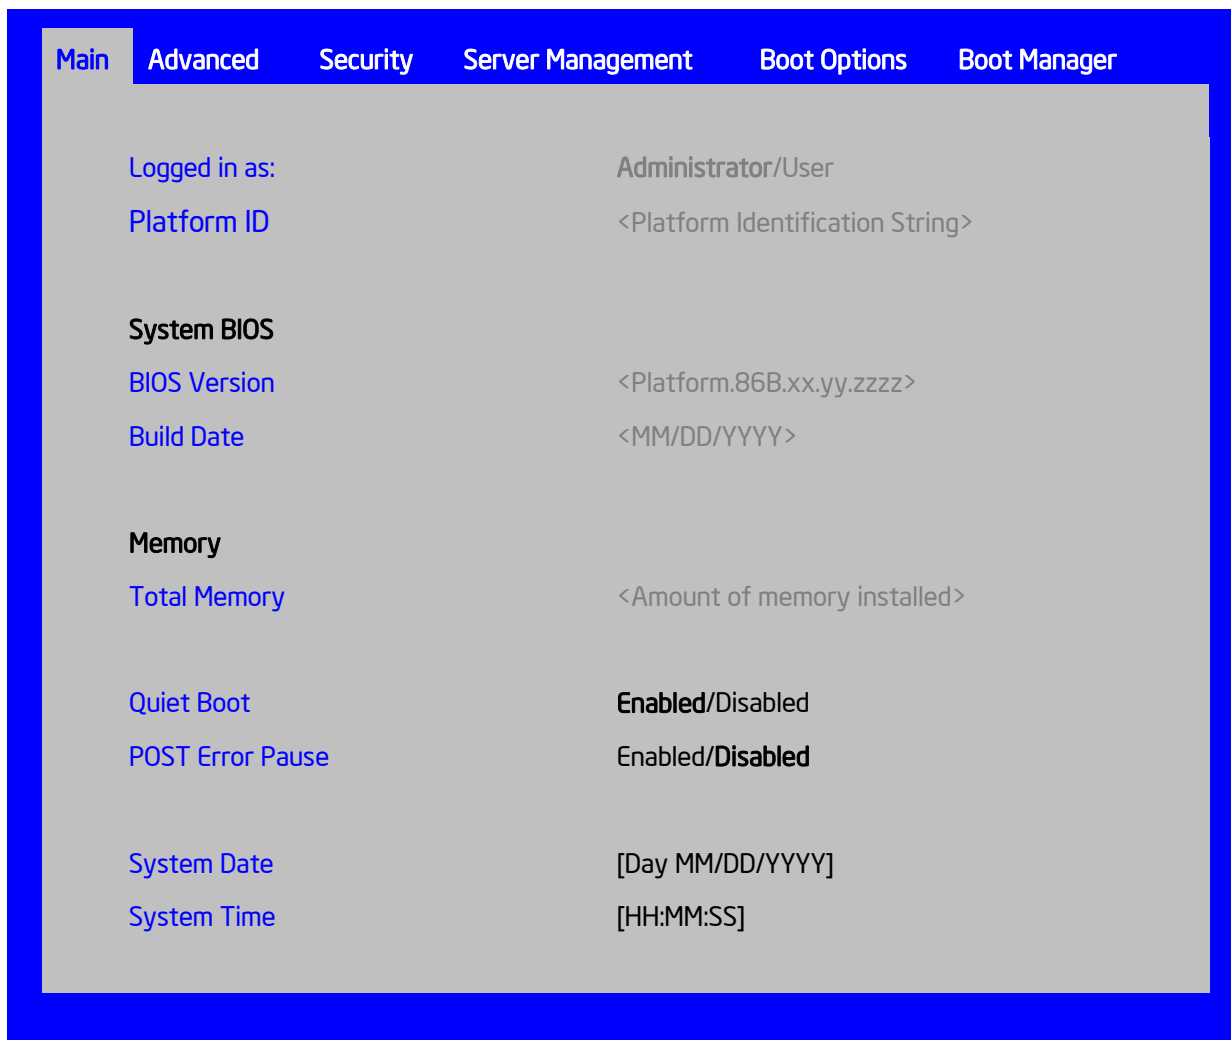 Main Advanced Security Server Management Boot Options Boot Manager
Logged in as: Administrator/User
Platform ID <Platform Identification String>
System BIOS
BIOS Version <Platform.86B.xx.yy.zzzz>
Build Date <MM/DD/YYYY>
Memory
Total Memory <Amount of memory installed>
Quiet Boot Enabled/Disabled
POST Error Pause Enabled/Disabled
System Date [Day MM/DD/YYYY]
System Time [HH:MM:SS]